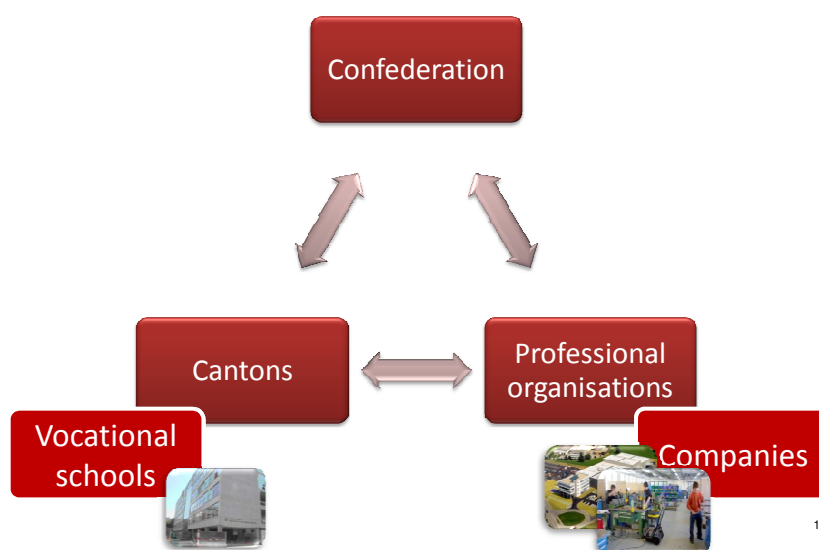 Confederation
Cantons
Professional
organisations
Vocational
schools
Companies
1